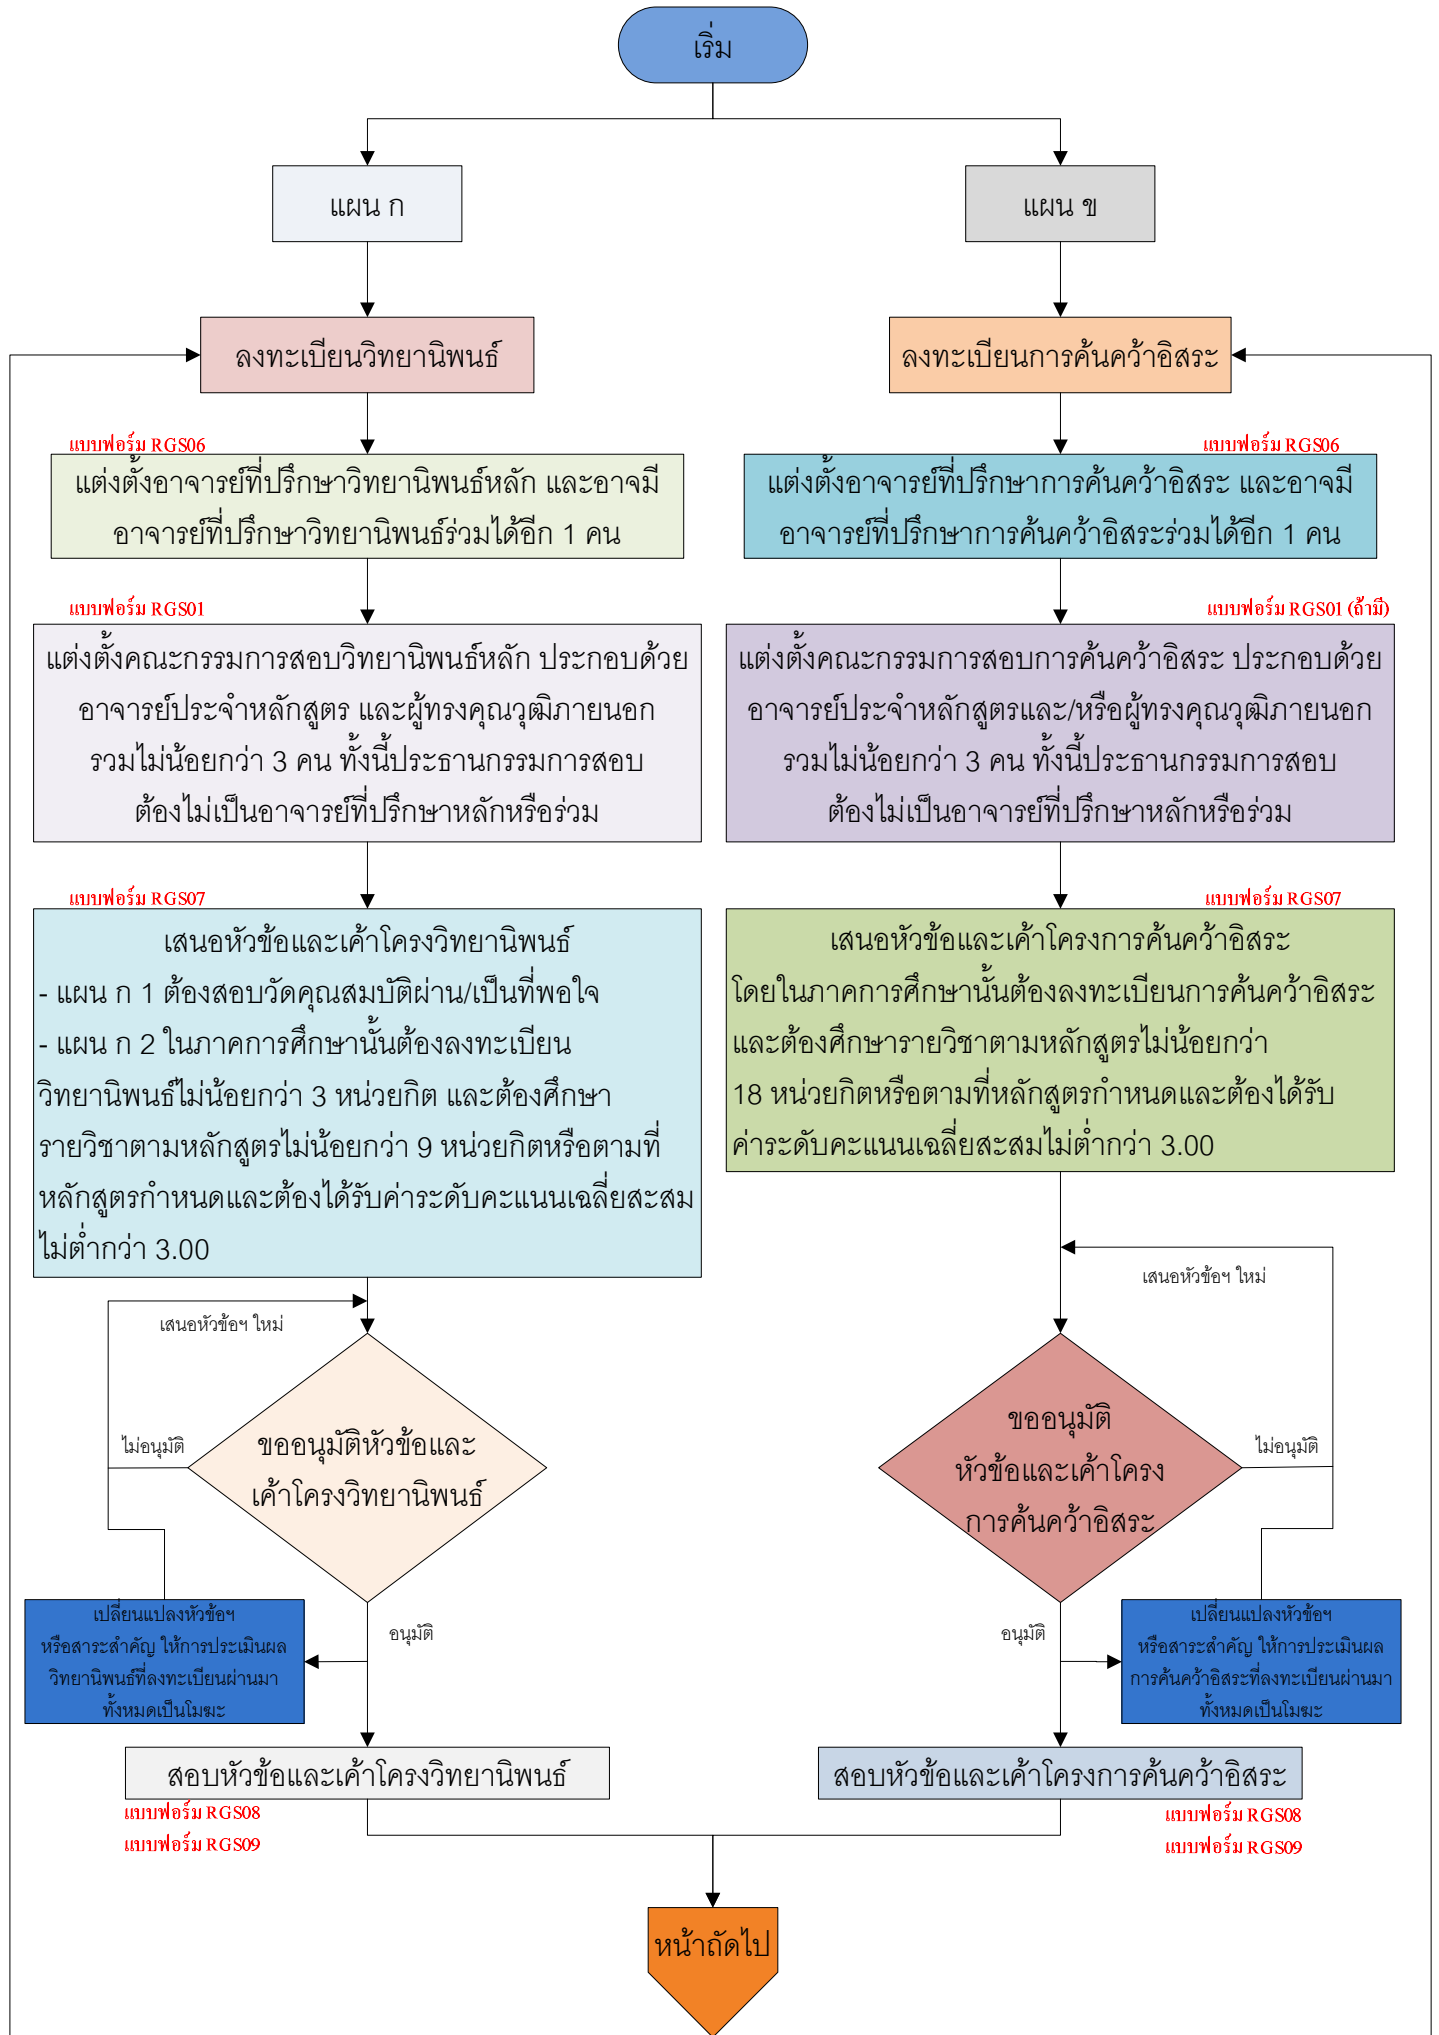 เริ่ม
แผน ก
แผน ข
ลงทะเบียนวิทยานิพนธ์
ลงทะเบียนการค้นคว้าอิสระ
แบบฟอร์ม RGS06
แต่งตั้งอาจารย์ที่ปรึกษาวิทยานิพนธ์หลัก และอาจมี
อาจารย์ที่ปรึกษาวิทยานิพนธ์ร่วมได้อีก 1 คน
แบบฟอร์ม RGS06
แต่งตั้งอาจารย์ที่ปรึกษาการค้นคว้าอิสระ และอาจมี
อาจารย์ที่ปรึกษาการค้นคว้าอิสระร่วมได้อีก 1 คน
แบบฟอร์ม RGS01
แต่งตั้งคณะกรรมการสอบวิทยานิพนธ์หลัก ประกอบด้วย
อาจารย์ประจำหลักสูตร และผู้ทรงคุณวุฒิภายนอก
รวมไม่น้อยกว่า 3 คน ทั้งนี้ประธานกรรมการสอบ
ต้องไม่เป็นอาจารย์ที่ปรึกษาหลักหรือร่วม
แบบฟอร์ม RGS01 (ถ้ามี)
แต่งตั้งคณะกรรมการสอบการค้นคว้าอิสระ ประกอบด้วย
อาจารย์ประจำหลักสูตรและ/หรือผู้ทรงคุณวุฒิภายนอก
รวมไม่น้อยกว่า 3 คน ทั้งนี้ประธานกรรมการสอบ
ต้องไม่เป็นอาจารย์ที่ปรึกษาหลักหรือร่วม
แบบฟอร์ม RGS07
เสนอหัวข้อและเค้าโครงวิทยานิพนธ์
- แผน ก 1 ต้องสอบวัดคุณสมบัติผ่าน/เป็นที่พอใจ
- แผน ก 2 ในภาคการศึกษานั้นต้องลงทะเบียน
วิทยานิพนธ์ไม่น้อยกว่า 3 หน่วยกิต และต้องศึกษา
รายวิชาตามหลักสูตรไม่น้อยกว่า 9 หน่วยกิตหรือตามที่
หลักสูตรกำหนดและต้องได้รับค่าระดับคะแนนเฉลี่ยสะสม
ไม่ต่ำกว่า 3.00
แบบฟอร์ม RGS07
เสนอหัวข้อและเค้าโครงการค้นคว้าอิสระ
โดยในภาคการศึกษานั้นต้องลงทะเบียนการค้นคว้าอิสระ
และต้องศึกษารายวิชาตามหลักสูตรไม่น้อยกว่า
18 หน่วยกิตหรือตามที่หลักสูตรกำหนดและต้องได้รับ
ค่าระดับคะแนนเฉลี่ยสะสมไม่ต่ำกว่า 3.00
เสนอหัวข้อฯ ใหม่
เสนอหัวข้อฯ ใหม่
ไม่อนุมัติ
ขออนุมัติหัวข้อและ
เค้าโครงวิทยานิพนธ์
ขออนุมัติ
หัวข้อและเค้าโครง
การค้นคว้าอิสระ
ไม่อนุมัติ
เปลี่ยนแปลงหัวข้อฯ
หรือสาระสำคัญ ให้การประเมินผล
วิทยานิพนธ์ที่ลงทะเบียนผ่านมา
ทั้งหมดเป็นโมฆะ
อนุมัติ
อนุมัติ
เปลี่ยนแปลงหัวข้อฯ
หรือสาระสำคัญ ให้การประเมินผล
การค้นคว้าอิสระที่ลงทะเบียนผ่านมา
ทั้งหมดเป็นโมฆะ
สอบหัวข้อและเค้าโครงวิทยานิพนธ์
แบบฟอร์ม RGS08
แบบฟอร์ม RGS09
สอบหัวข้อและเค้าโครงการค้นคว้าอิสระ
แบบฟอร์ม RGS08
แบบฟอร์ม RGS09
หน้าถัดไป